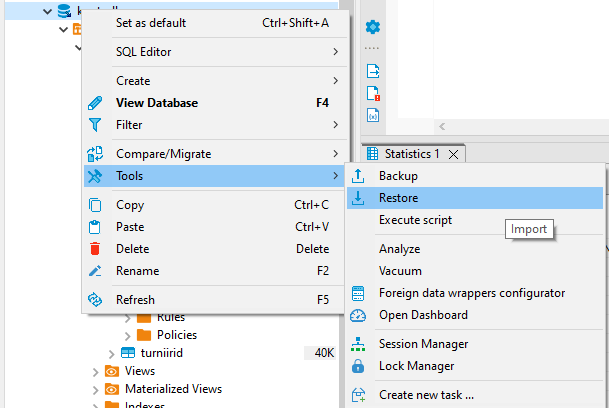 Set as default Ctrl+Shift+A
SQL Editor
Create
View Database F4
Filter
Compare/Migrate
Tools
Copy Ctrl+C
Paste Ctrl+V
Delete Delete
Rename F2
Refresh F5
Statistics 1
Backup
Restore
Execute script
Import
Analyze
Vacuum
Foreign data wrappers configurator
Open Dashboard
Session Manager
Lock Manager
Create new task ...
Rules
Policies
turniirid 40K
Views
Materialized Views
Indexes